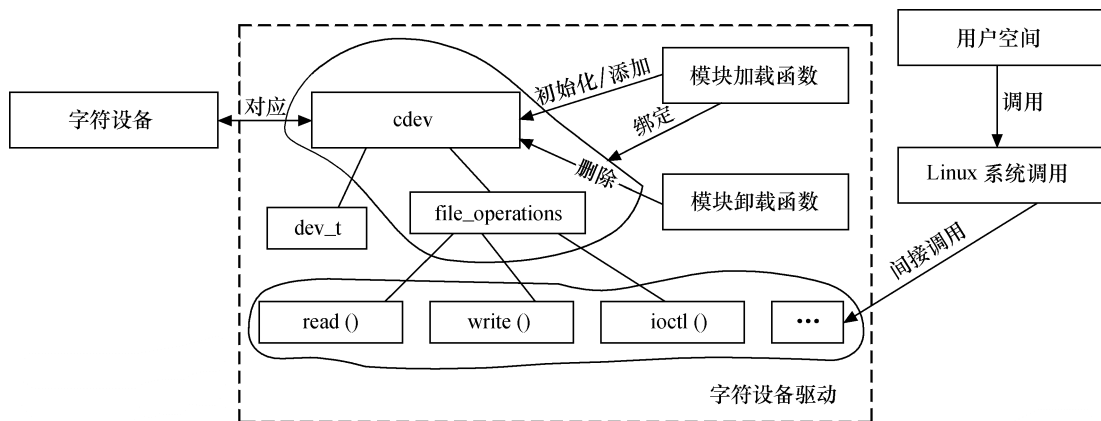 用户空间
模块加载函数
初始化/添加
调用
对应
字符设备
cdev
绑定
删除
Linux 系统调用
模块卸载函数
file_operations
dev_t
间接调用
read ()
write ()
ioctl ()
•••
字符设备驱动